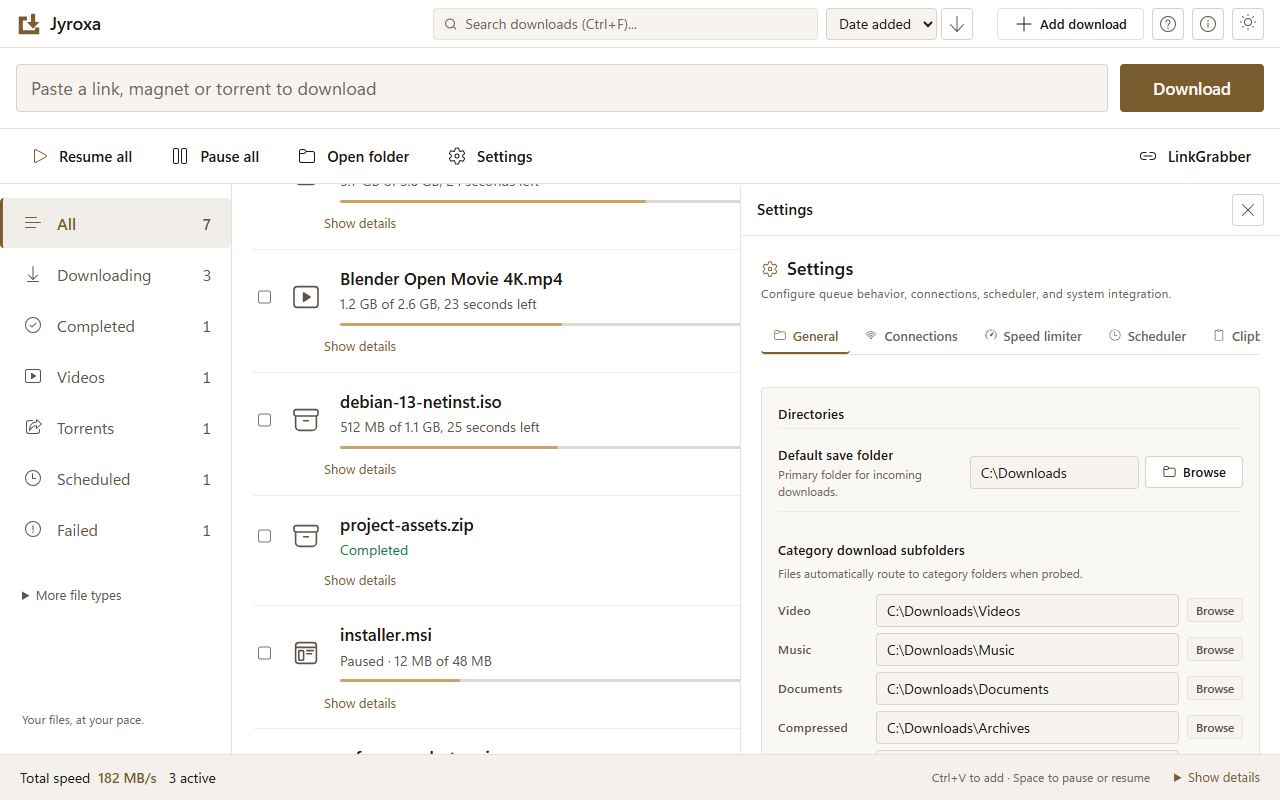 Jyroxa
Search downloads (Ctrl+F)...
Date added
Add download
Paste a link, magnet or torrent to download
Download
Resume all
Pause all
Open folder
Settings
LinkGrabber
All 7
Downloading 3
Completed 1
Videos 1
Torrents 1
Scheduled 1
Failed 1
More file types
Your files, at your pace.
Show details
Blender Open Movie 4K.mp4
1.2 GB of 2.6 GB, 23 seconds left
Show details
debian-13-netinst.iso
512 MB of 1.1 GB, 25 seconds left
Show details
project-assets.zip
Completed
Show details
installer.msi
Paused · 12 MB of 48 MB
Show details
Settings
Settings
Configure queue behavior, connections, scheduler, and system integration.
General
Connections
Speed limiter
Scheduler
Clipb
Directories
Default save folder
Primary folder for incoming
downloads.
C:\Downloads
Browse
Category download subfolders
Files automatically route to category folders when probed.
Video C:\Downloads\Videos Browse
Music C:\Downloads\Music Browse
Documents C:\Downloads\Documents Browse
Compressed C:\Downloads\Archives Browse
Total speed 182 MB/s 3 active
Ctrl+V to add · Space to pause or resume
Show details